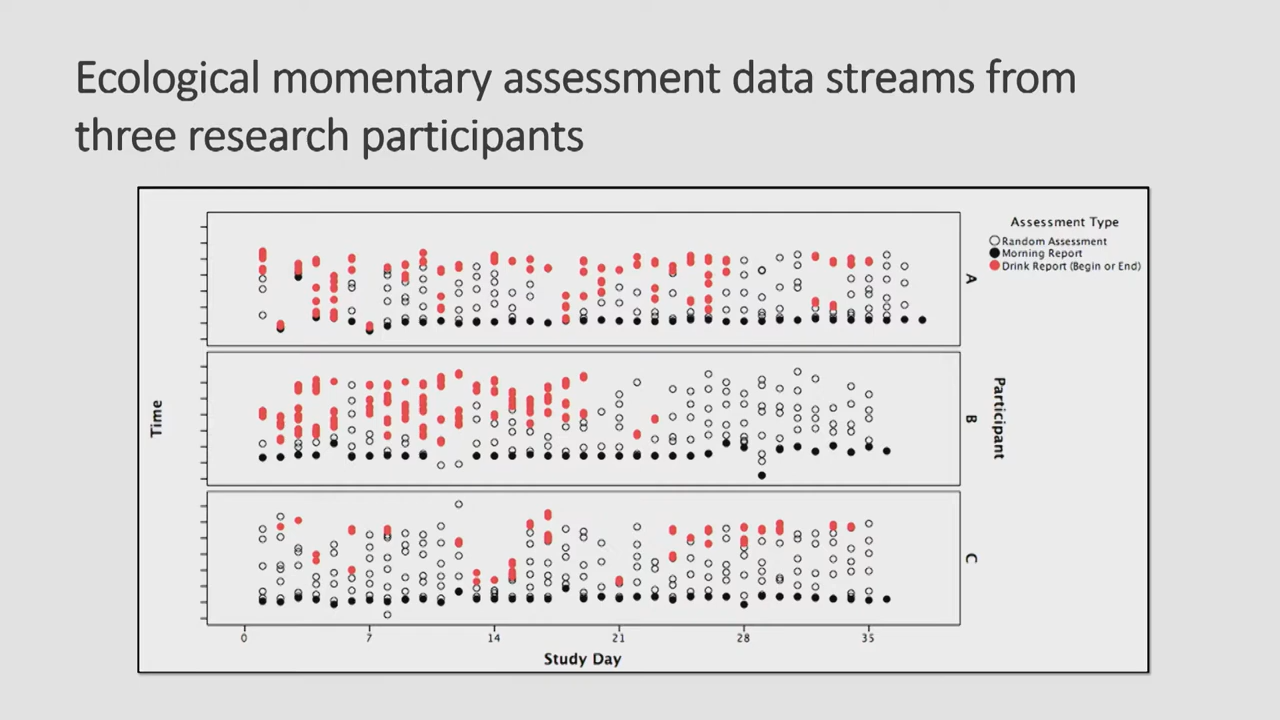 Ecological momentary assessment data streams from
three research participants
Assessment Type
Random Assessment
Morning Report
Drink Report (Begin or End)
A
B
C
Participant
Time
0 7 14 21 28 35
Study Day